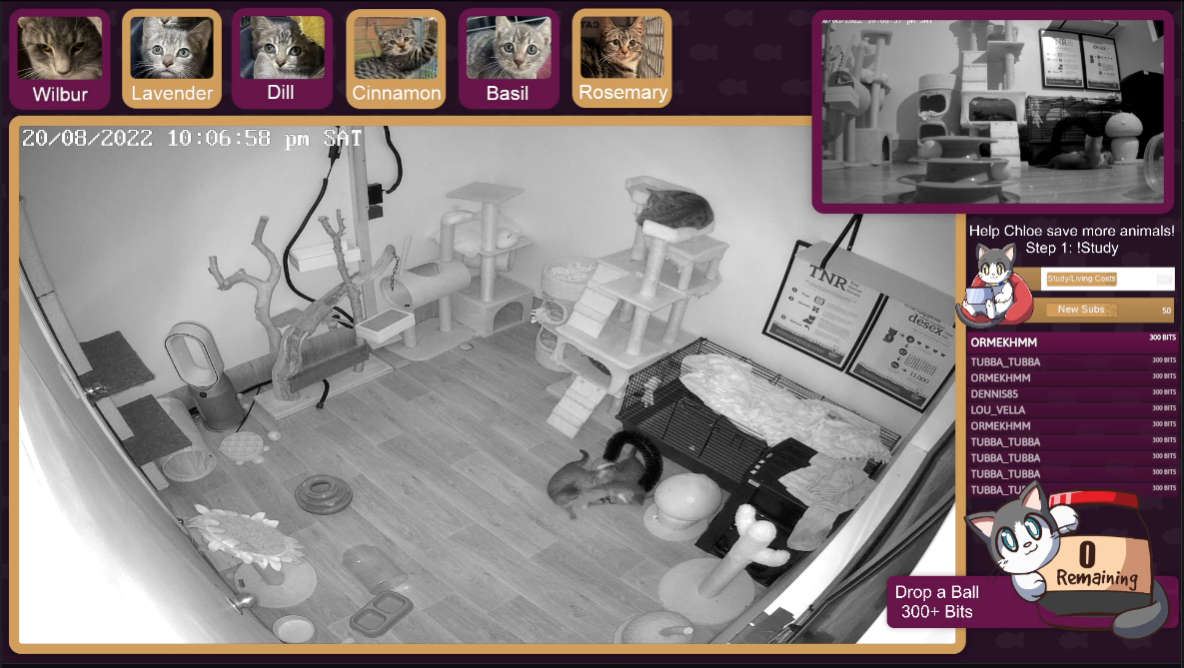 Wilbur
Lavender
Dill
Cinnamon
Basil
Rosemary
20/08/2022 10:06:58 pm SAT
TNR
desex
Help Chloe save more animals!
Step 1: !Study
Study/Living Costs
New Subs 50
ORMEKHMM 300 BITS
TUBBA_TUBBA 300 BITS
ORMEKHMM 300 BITS
DENNIS85 300 BITS
LOU_VELLA 300 BITS
ORMEKHMM 300 BITS
TUBBA_TUBBA 300 BITS
TUBBA_TUBBA 300 BITS
TUBBA_TUBBA 300 BITS
TUBBA_TU 300 BITS
0
Remaining
Drop a Ball
300+ Bits